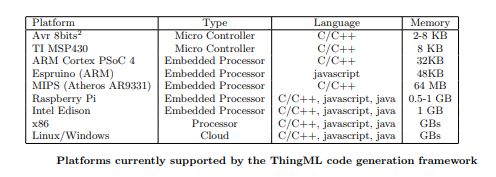 Platform Type Language Memory
Avr 8bits² Micro Controller C/C++ 2-8 KB
TI MSP430 Micro Controller C/C++ 8 KB
ARM Cortex PSoC 4 Embedded Processor C/C++ 32KB
Espruino (ARM) Embedded Processor javascript 48KB
MIPS (Atheros AR9331) Embedded Processor C/C++ 64 MB
Raspberry Pi Embedded Processor C/C++, javascript, java 0.5-1 GB
Intel Edison Embedded Processor C/C++, javascript, java 1 GB
x86 Processor C/C++, javascript, java GBs
Linux/Windows Cloud C/C++, javascript, java GBs
Platforms currently supported by the ThingML code generation framework